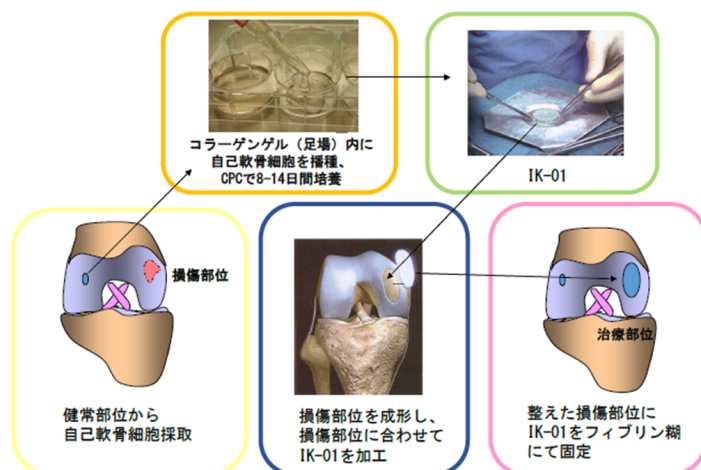 コラーゲンゲル（足場）内に
自己軟骨細胞を播種、
CPCで8-14日間培養
IK-01
損傷部位
健常部位から
自己軟骨細胞採取
損傷部位を成形し、
損傷部位に合わせて
IK-01を加工
治療部位
整えた損傷部位に
IK-01をフィブリン糊
にて固定